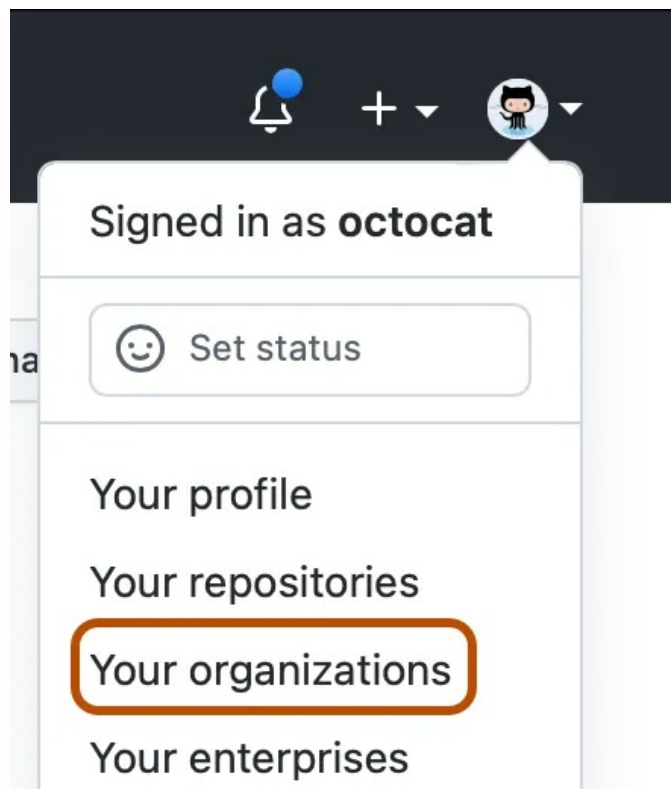 Signed in as octocat
Set status
Your profile
Your repositories
Your organizations
Your enterprises